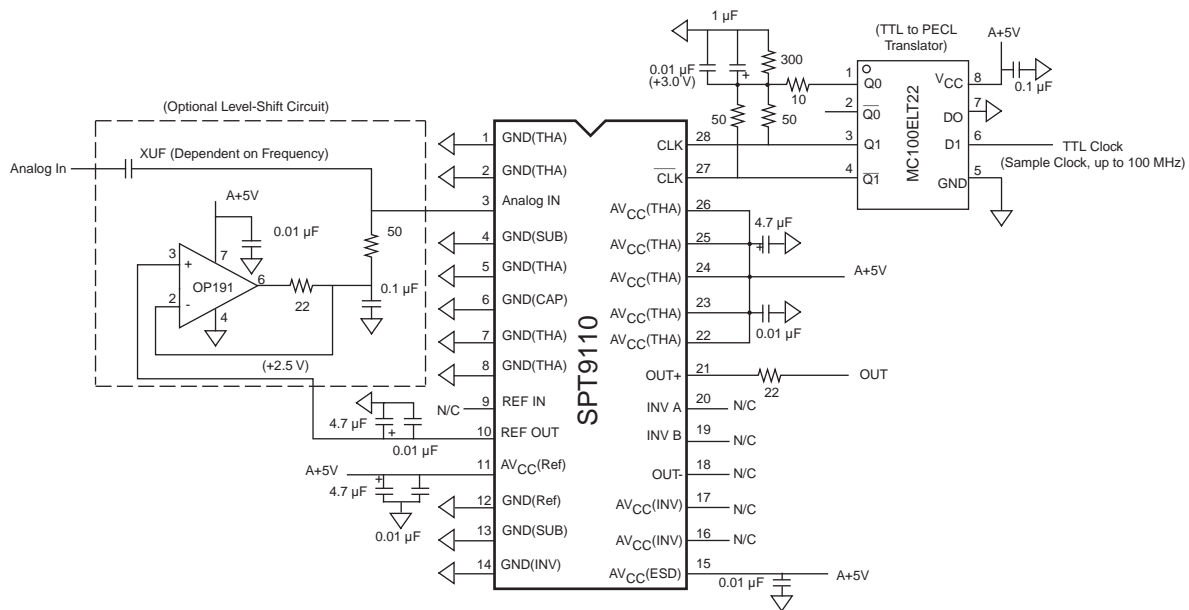 1 µF
(TTL to PECL
Translator)
A+5V
0.01 µF
(+3.0 V)
300
10
1
Q0
VCC
8
0.1 µF
2
Q0
DO
7
50
50
MC100ELT22
3
Q1
D1
6
TTL Clock
(Sample Clock, up to 100 MHz)
4
Q1
GND
5
(Optional Level-Shift Circuit)
Analog In
XUF (Dependent on Frequency)
A+5V
0.01 µF
50
3
+
7
OP191
6
22
2
-
4
0.1 µF
(+2.5 V)
SPT9110
1
GND(THA)
2
GND(THA)
3
Analog IN
4
GND(SUB)
5
GND(THA)
6
GND(CAP)
7
GND(THA)
8
GND(THA)
N/C
9
REF IN
4.7 µF
+
0.01 µF
10
REF OUT
A+5V
11
AVCC(Ref)
4.7 µF
+
0.01 µF
12
GND(Ref)
13
GND(SUB)
14
GND(INV)
CLK
28
CLK
27
AVCC(THA)
26
4.7 µF
+
AVCC(THA)
25
AVCC(THA)
24
A+5V
AVCC(THA)
23
0.01 µF
AVCC(THA)
22
OUT+
21
22
OUT
INV A
20
N/C
INV B
19
N/C
OUT-
18
N/C
AVCC(INV)
17
N/C
AVCC(INV)
16
N/C
AVCC(ESD)
15
0.01 µF
A+5V
+